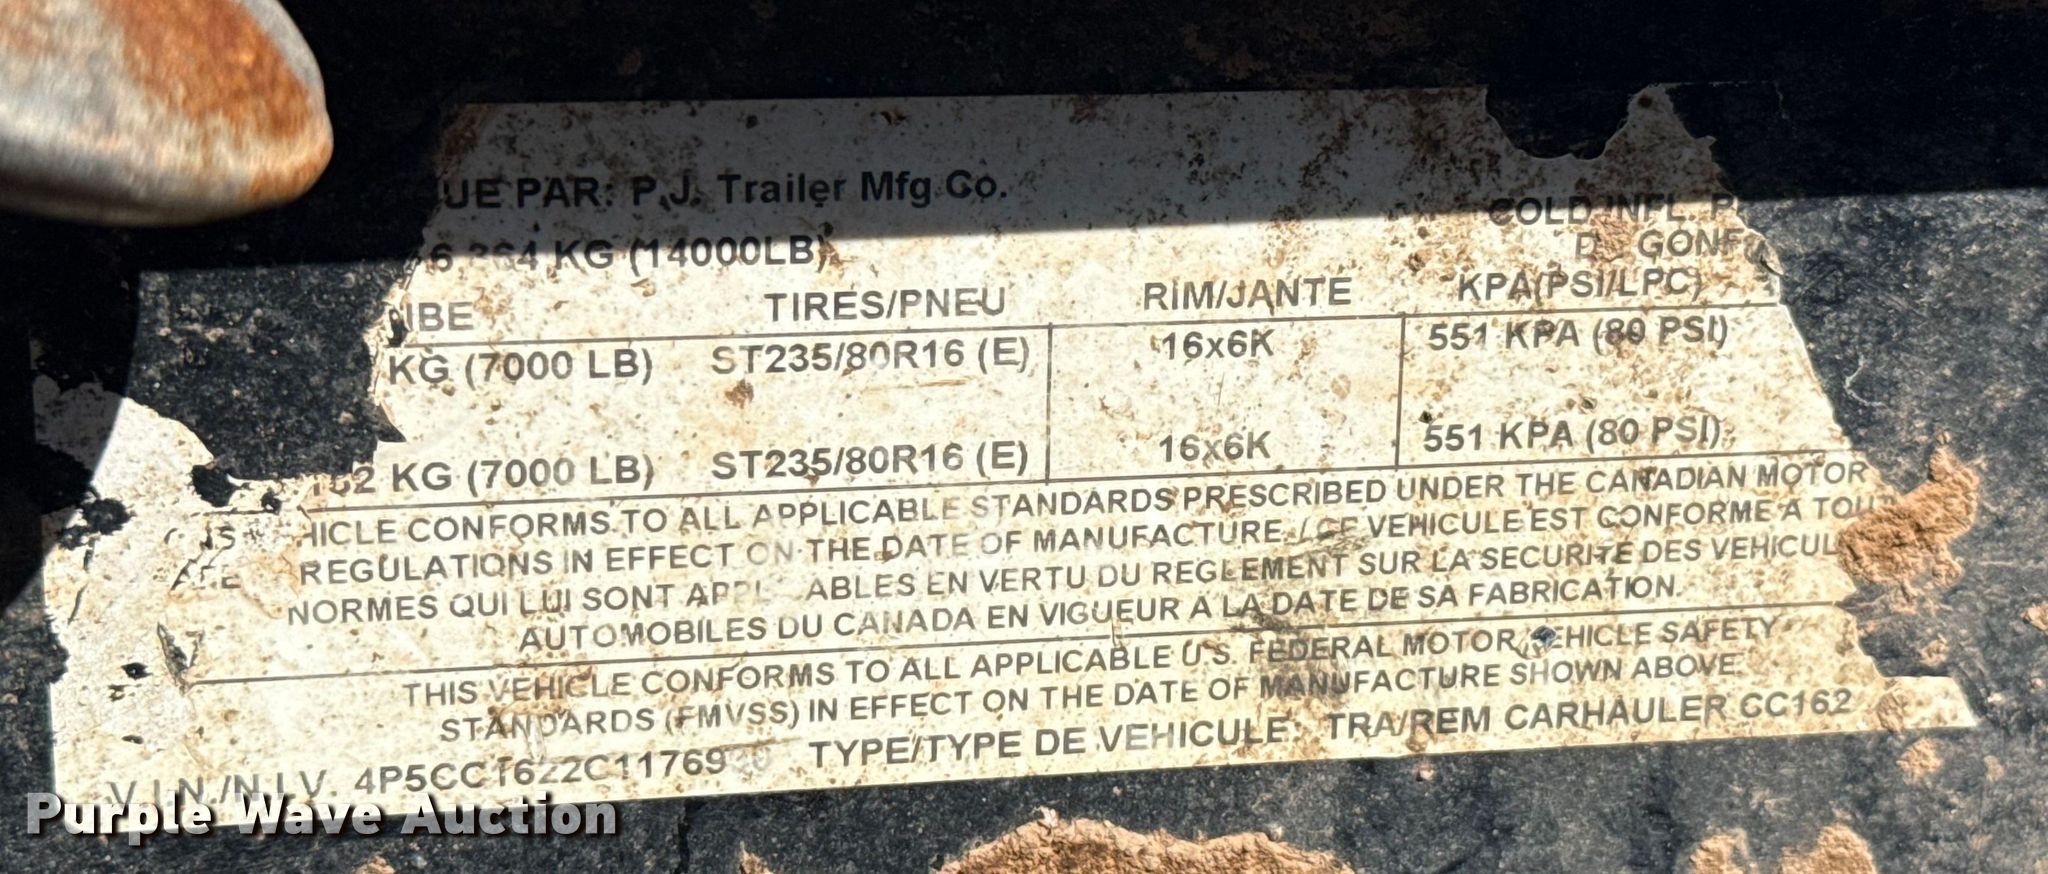 UE PAR: P.J. Trailer Mfg Co.
COLD INFL. P
GONF
KG (14000LB)
IBE TIRES/PNEU RIM/JANTE KPA(PSI/LPC)
KG (7000 LB) ST235/80R16 (E) 16x6K 551 KPA (80 PSI)
KG (7000 LB) ST235/80R16 (E) 16x6K 551 KPA (80 PSI)
HICLE CONFORMS TO ALL APPLICABLE STANDARDS PRESCRIBED UNDER THE CANADIAN MOTOR
REGULATIONS IN EFFECT ON THE DATE OF MANUFACTURE. / CE VEHICULE EST CONFORME A TOU
NORMES QUI LUI SONT ABLES EN VERTU DU REGLEMENT SUR LA SECURITE DES VEHICUL
AUTOMOBILES DU CANADA EN VIGUEUR A LA DATE DE SA FABRICATION.
THIS VEHICLE CONFORMS TO ALL APPLICABLE U.S. FEDERAL MOTOR VEHICLE SAFETY
STANDARDS (FMVSS) IN EFFECT ON THE DATE OF MANUFACTURE SHOWN ABOVE.
V.I.N./N.I.V. TYPE/TYPE DE VEHICULE: TRA/REM CARHAULER CC162
Purple Wave Auction